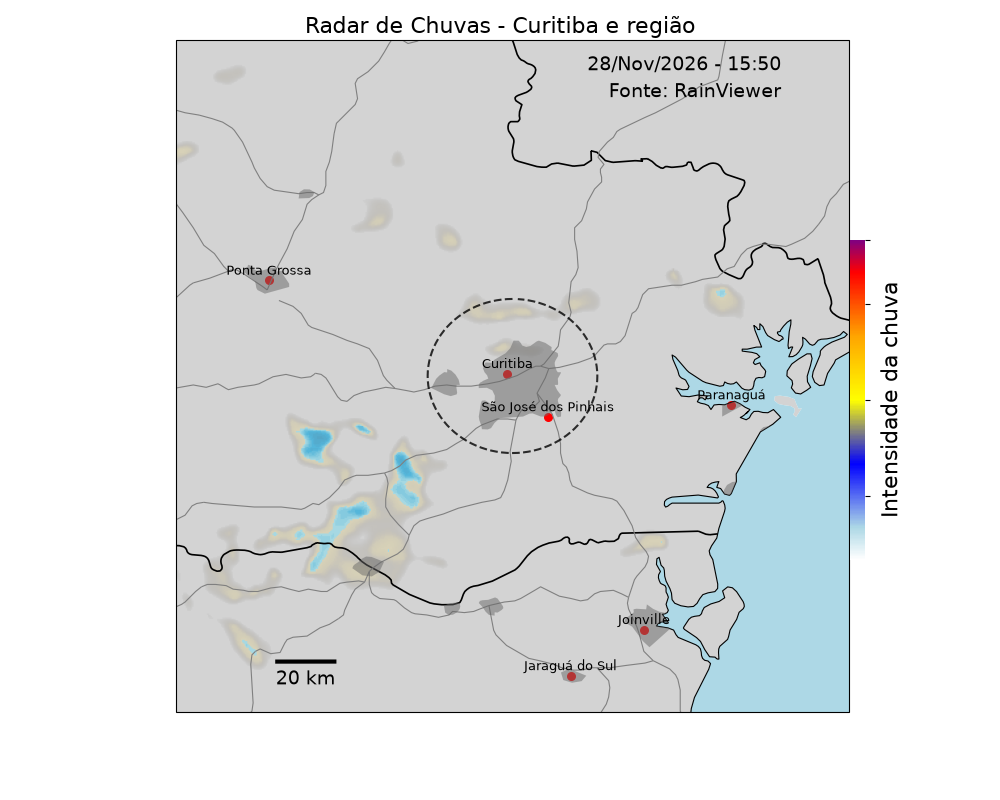 Radar de Chuvas - Curitiba e região
28/Nov/2026 - 15:50
Fonte: RainViewer
Ponta Grossa
Curitiba
Paranaguá
São José dos Pinhais
Intensidade da chuva
Joinville
Jaraguá do Sul
20 km